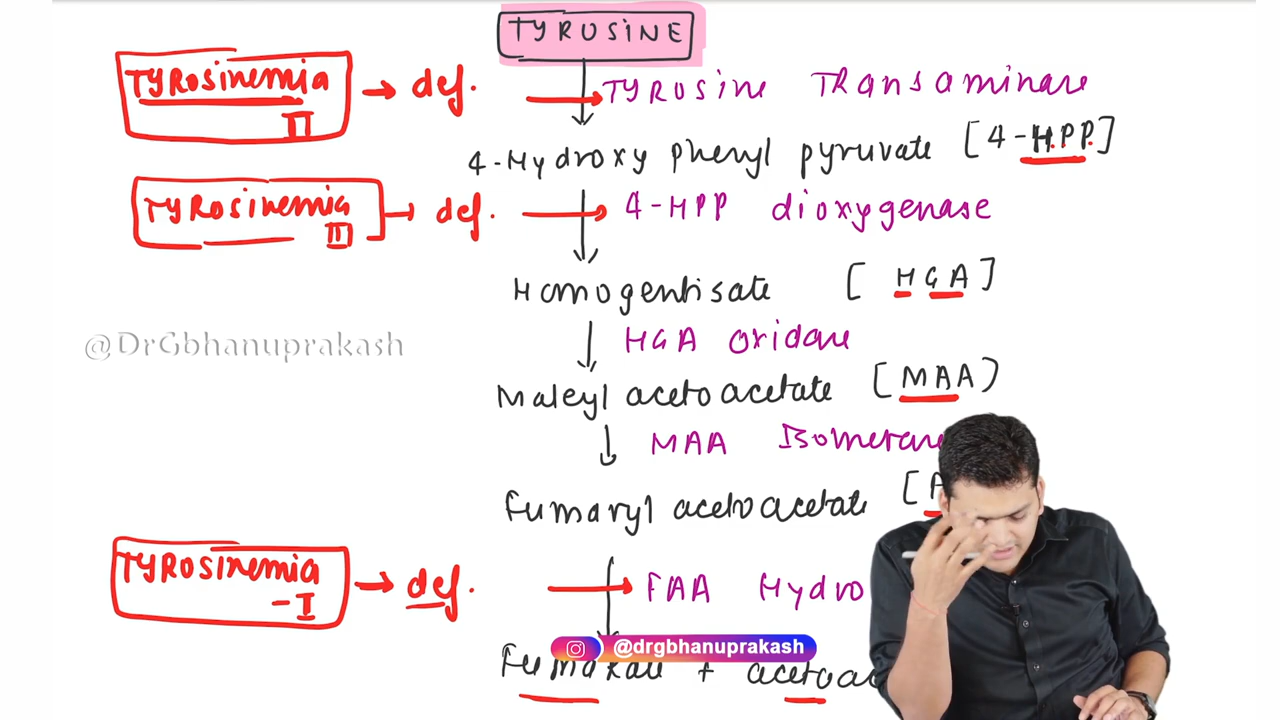 TYROSINE
TYROSINEMIA II → def. → TYROSINE TRANSAMINASE
4-Hydroxy phenyl pyruvate [4-HPP]
TYROSINEMIA III → def. → 4-HPP dioxygenase
Homogentisate [HGA]
@DrGbhanuprakash
HGA oxidase
Maleyl acetoacetate [MAA]
MAA Isomerase
Fumaryl acetoacetate [
TYROSINEMIA -I → def. → FAA Hydro
@drgbhanuprakash
Fumarate + acetoac